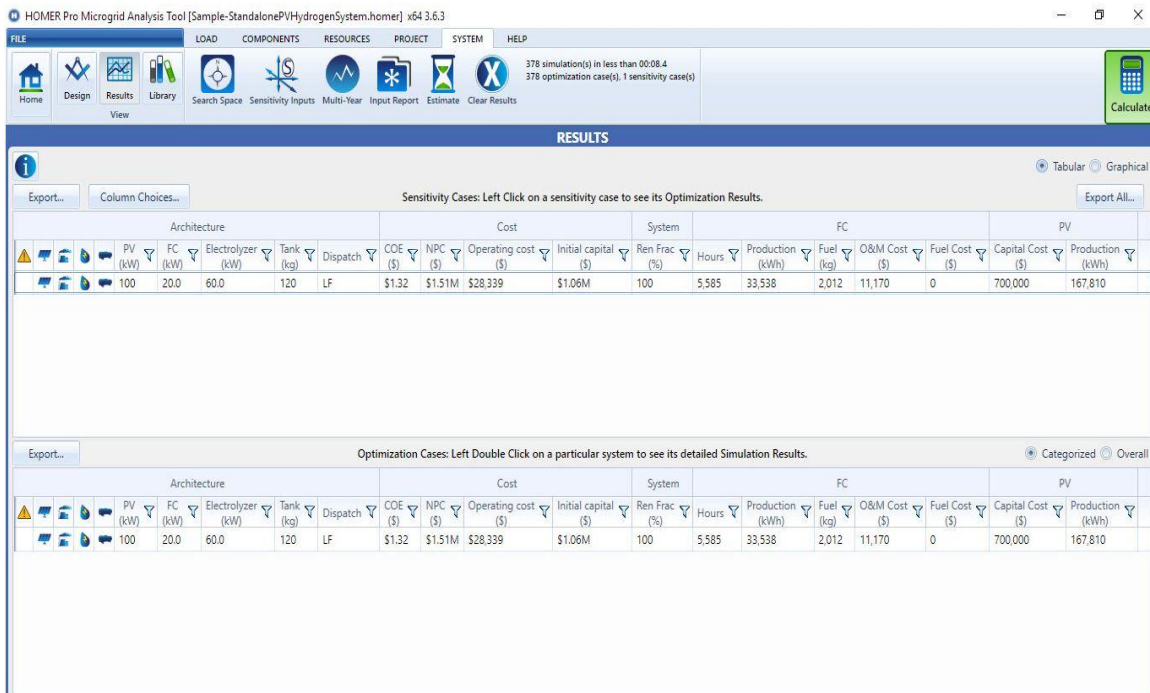 HOMER Pro Microgrid Analysis Tool [Sample-StandalonePVHydrogenSystem.homer] x64 3.6.3
FILE LOAD COMPONENTS RESOURCES PROJECT SYSTEM HELP
378 simulation(s) in less than 00:08.4
378 optimization case(s), 1 sensitivity case(s)
Home Design Results Library Search Space Sensitivity Inputs Multi-Year Input Report Estimate Clear Results Calculate
View
RESULTS
Tabular Graphical
Export... Column Choices... Sensitivity Cases: Left Click on a sensitivity case to see its Optimization Results. Export All...
Architecture Cost System FC PV
PV (kW) FC (kW) Electrolyzer (kW) Tank (kg) Dispatch COE ($) NPC ($) Operating cost ($) Initial capital ($) Ren Frac (%) Hours Production (kWh) Fuel (kg) O&M Cost ($) Fuel Cost ($) Capital Cost ($) Production (kWh)
100 20.0 60.0 120 LF $1.32 $1.51M $28,339 $1.06M 100 5,585 33,538 2,012 11,170 0 700,000 167,810
Export... Optimization Cases: Left Double Click on a particular system to see its detailed Simulation Results. Categorized Overall
Architecture Cost System FC PV
PV (kW) FC (kW) Electrolyzer (kW) Tank (kg) Dispatch COE ($) NPC ($) Operating cost ($) Initial capital ($) Ren Frac (%) Hours Production (kWh) Fuel (kg) O&M Cost ($) Fuel Cost ($) Capital Cost ($) Production (kWh)
100 20.0 60.0 120 LF $1.32 $1.51M $28,339 $1.06M 100 5,585 33,538 2,012 11,170 0 700,000 167,810